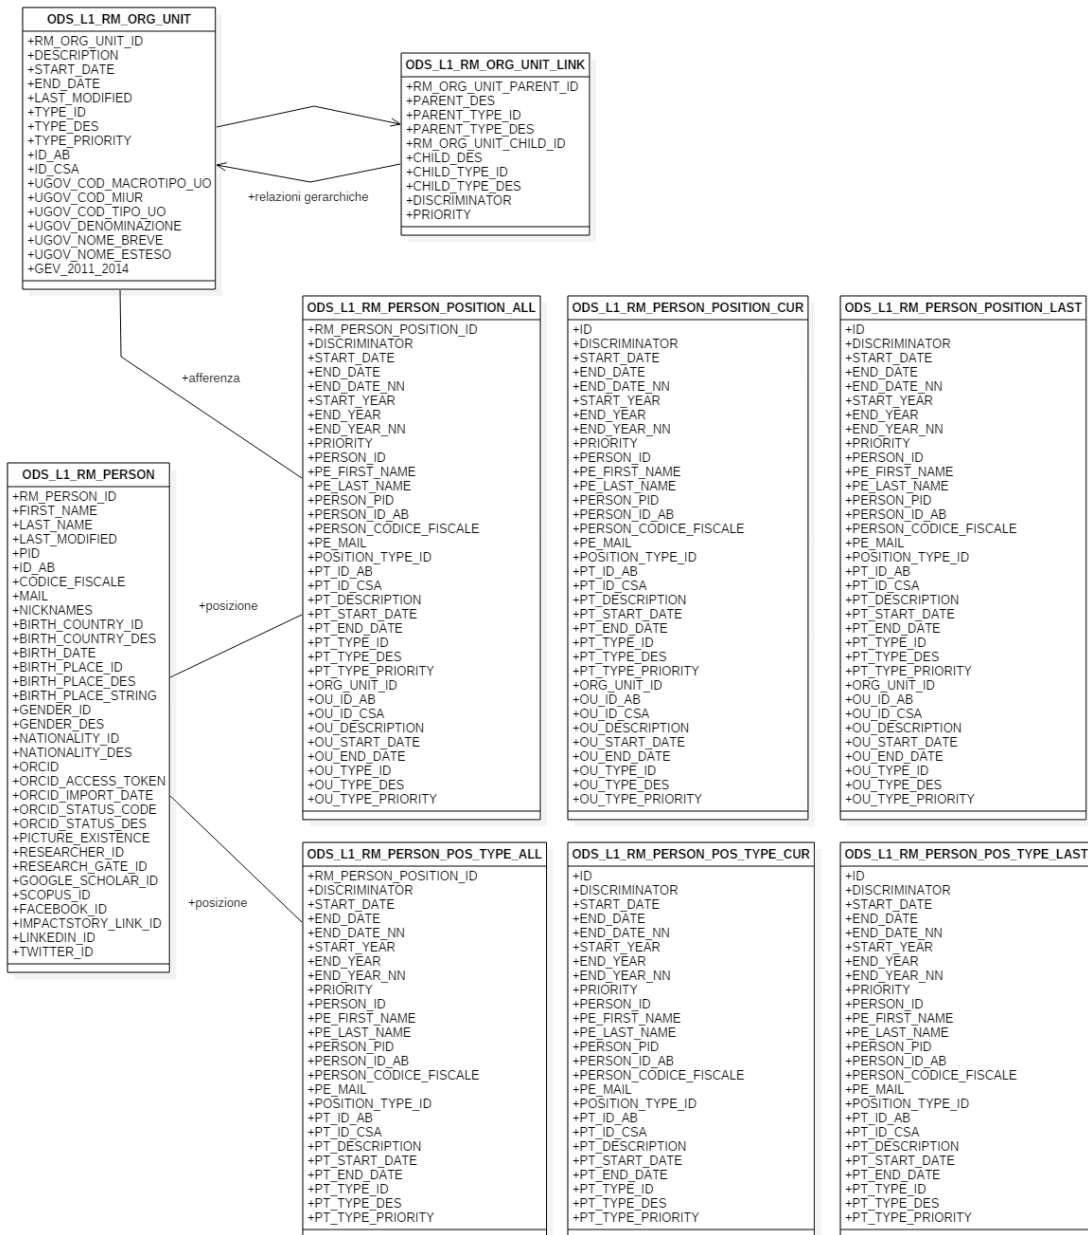 ODS_L1_RM_ORG_UNIT
+RM_ORG_UNIT_ID
+DESCRIPTION
+START_DATE
+END_DATE
+LAST_MODIFIED
+TYPE_ID
+TYPE_DES
+TYPE_PRIORITY
+ID_AB
+ID_CSA
+UGOV_COD_MACROTIPO_UO
+UGOV_COD_MIUR
+UGOV_COD_TIPO_UO
+UGOV_DENOMINAZIONE
+UGOV_NOME_BREVE
+UGOV_NOME_ESTESO
+GEV_2011_2014
ODS_L1_RM_ORG_UNIT_LINK
+RM_ORG_UNIT_PARENT_ID
+PARENT_DES
+PARENT_TYPE_ID
+PARENT_TYPE_DES
+RM_ORG_UNIT_CHILD_ID
+CHILD_DES
+CHILD_TYPE_ID
+CHILD_TYPE_DES
+DISCRIMINATOR
+PRIORITY
+relazioni gerarchiche
+afferenza
ODS_L1_RM_PERSON
+RM_PERSON_ID
+FIRST_NAME
+LAST_NAME
+LAST_MODIFIED
+PID
+ID_AB
+CODICE_FISCALE
+MAIL
+NICKNAMES
+BIRTH_COUNTRY_ID
+BIRTH_COUNTRY_DES
+BIRTH_DATE
+BIRTH_PLACE_ID
+BIRTH_PLACE_DES
+BIRTH_PLACE_STRING
+GENDER_ID
+GENDER_DES
+NATIONALITY_ID
+NATIONALITY_DES
+ORCID
+ORCID_ACCESS_TOKEN
+ORCID_IMPORT_DATE
+ORCID_STATUS_CODE
+ORCID_STATUS_DES
+PICTURE_EXISTENCE
+RESEARCHER_ID
+RESEARCH_GATE_ID
+GOOGLE_SCHOLAR_ID
+SCOPUS_ID
+FACEBOOK_ID
+IMPACTSTORY_LINK_ID
+LINKEDIN_ID
+TWITTER_ID
+posizione
+posizione
ODS_L1_RM_PERSON_POSITION_ALL
+RM_PERSON_POSITION_ID
+DISCRIMINATOR
+START_DATE
+END_DATE
+END_DATE_NN
+START_YEAR
+END_YEAR
+END_YEAR_NN
+PRIORITY
+PERSON_ID
+PE_FIRST_NAME
+PE_LAST_NAME
+PERSON_PID
+PERSON_ID_AB
+PERSON_CODICE_FISCALE
+PE_MAIL
+POSITION_TYPE_ID
+PT_ID_AB
+PT_ID_CSA
+PT_DESCRIPTION
+PT_START_DATE
+PT_END_DATE
+PT_TYPE_ID
+PT_TYPE_DES
+PT_TYPE_PRIORITY
+ORG_UNIT_ID
+OU_ID_AB
+OU_ID_CSA
+OU_DESCRIPTION
+OU_START_DATE
+OU_END_DATE
+OU_TYPE_ID
+OU_TYPE_DES
+OU_TYPE_PRIORITY
ODS_L1_RM_PERSON_POSITION_CUR
+ID
+DISCRIMINATOR
+START_DATE
+END_DATE
+END_DATE_NN
+START_YEAR
+END_YEAR
+END_YEAR_NN
+PRIORITY
+PERSON_ID
+PE_FIRST_NAME
+PE_LAST_NAME
+PERSON_PID
+PERSON_ID_AB
+PERSON_CODICE_FISCALE
+PE_MAIL
+POSITION_TYPE_ID
+PT_ID_AB
+PT_ID_CSA
+PT_DESCRIPTION
+PT_START_DATE
+PT_END_DATE
+PT_TYPE_ID
+PT_TYPE_DES
+PT_TYPE_PRIORITY
+ORG_UNIT_ID
+OU_ID_AB
+OU_ID_CSA
+OU_DESCRIPTION
+OU_START_DATE
+OU_END_DATE
+OU_TYPE_ID
+OU_TYPE_DES
+OU_TYPE_PRIORITY
ODS_L1_RM_PERSON_POSITION_LAST
+ID
+DISCRIMINATOR
+START_DATE
+END_DATE
+END_DATE_NN
+START_YEAR
+END_YEAR
+END_YEAR_NN
+PRIORITY
+PERSON_ID
+PE_FIRST_NAME
+PE_LAST_NAME
+PERSON_PID
+PERSON_ID_AB
+PERSON_CODICE_FISCALE
+PE_MAIL
+POSITION_TYPE_ID
+PT_ID_AB
+PT_ID_CSA
+PT_DESCRIPTION
+PT_START_DATE
+PT_END_DATE
+PT_TYPE_ID
+PT_TYPE_DES
+PT_TYPE_PRIORITY
+ORG_UNIT_ID
+OU_ID_AB
+OU_ID_CSA
+OU_DESCRIPTION
+OU_START_DATE
+OU_END_DATE
+OU_TYPE_ID
+OU_TYPE_DES
+OU_TYPE_PRIORITY
ODS_L1_RM_PERSON_POS_TYPE_ALL
+RM_PERSON_POSITION_ID
+DISCRIMINATOR
+START_DATE
+END_DATE
+END_DATE_NN
+START_YEAR
+END_YEAR
+END_YEAR_NN
+PRIORITY
+PERSON_ID
+PE_FIRST_NAME
+PE_LAST_NAME
+PERSON_PID
+PERSON_ID_AB
+PERSON_CODICE_FISCALE
+PE_MAIL
+POSITION_TYPE_ID
+PT_ID_AB
+PT_ID_CSA
+PT_DESCRIPTION
+PT_START_DATE
+PT_END_DATE
+PT_TYPE_ID
+PT_TYPE_DES
+PT_TYPE_PRIORITY
ODS_L1_RM_PERSON_POS_TYPE_CUR
+ID
+DISCRIMINATOR
+START_DATE
+END_DATE
+END_DATE_NN
+START_YEAR
+END_YEAR
+END_YEAR_NN
+PRIORITY
+PERSON_ID
+PE_FIRST_NAME
+PE_LAST_NAME
+PERSON_PID
+PERSON_ID_AB
+PERSON_CODICE_FISCALE
+PE_MAIL
+POSITION_TYPE_ID
+PT_ID_AB
+PT_ID_CSA
+PT_DESCRIPTION
+PT_START_DATE
+PT_END_DATE
+PT_TYPE_ID
+PT_TYPE_DES
+PT_TYPE_PRIORITY
ODS_L1_RM_PERSON_POS_TYPE_LAST
+ID
+DISCRIMINATOR
+START_DATE
+END_DATE
+END_DATE_NN
+START_YEAR
+END_YEAR
+END_YEAR_NN
+PRIORITY
+PERSON_ID
+PE_FIRST_NAME
+PE_LAST_NAME
+PERSON_PID
+PERSON_ID_AB
+PERSON_CODICE_FISCALE
+PE_MAIL
+POSITION_TYPE_ID
+PT_ID_AB
+PT_ID_CSA
+PT_DESCRIPTION
+PT_START_DATE
+PT_END_DATE
+PT_TYPE_ID
+PT_TYPE_DES
+PT_TYPE_PRIORITY